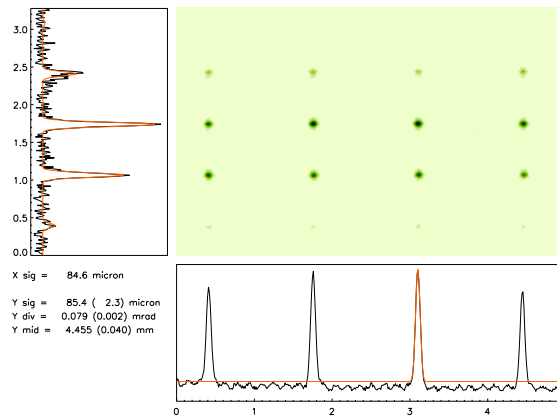 3.0
2.5
2.0
1.5
1.0
0.5
0.0
X sig = 84.6 micron
Y sig = 85.4 ( 2.3) micron
Y div = 0.079 (0.002) mrad
Y mid = 4.455 (0.040) mm
0 1 2 3 4